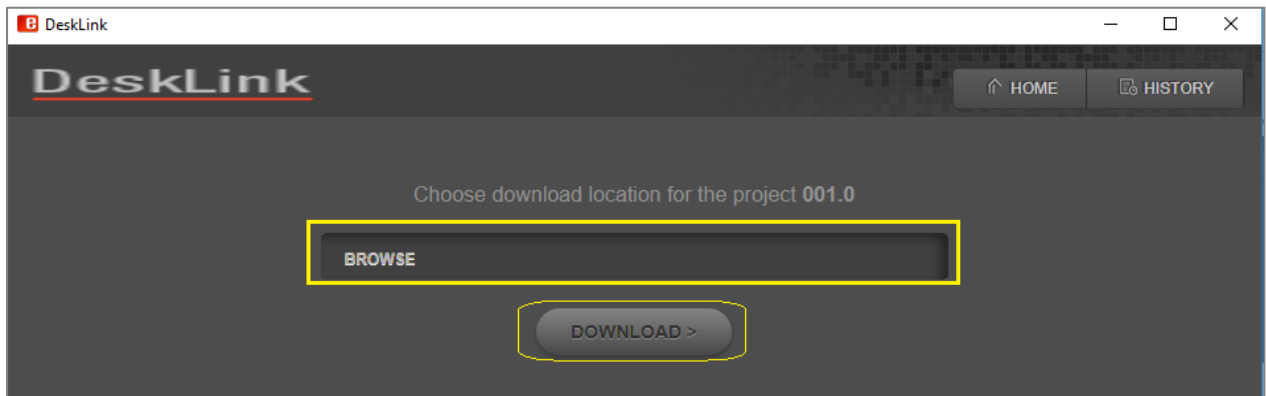 DeskLink
DeskLink
HOME
HISTORY
Choose download location for the project 001.0
BROWSE
DOWNLOAD >